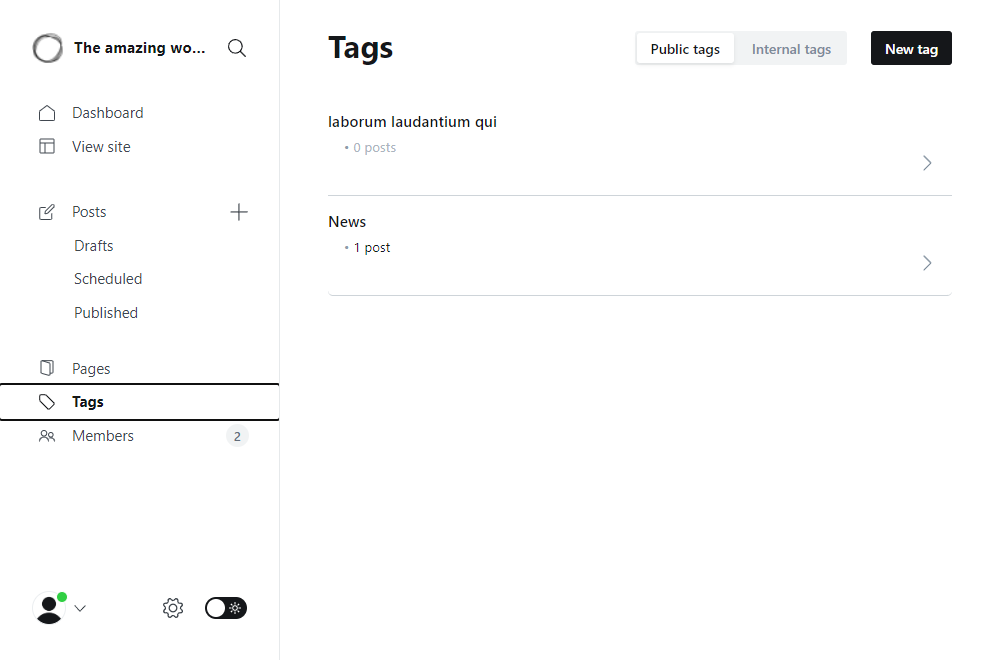 The amazing wo...
Dashboard
View site
Posts
Drafts
Scheduled
Published
Pages
Tags
Members 2
Tags
Public tags Internal tags New tag
laborum laudantium qui
• 0 posts
News
• 1 post